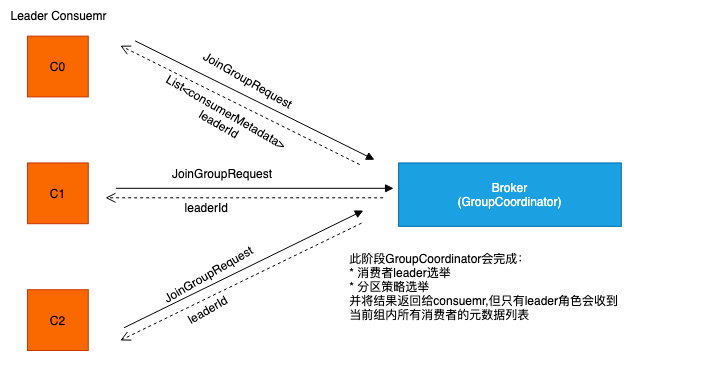 Leader Consuemr
C0
JoinGroupRequest
List<consumerMetadata>
leaderId
C1
JoinGroupRequest
leaderId
Broker
(GroupCoordinator)
C2
JoinGroupRequest
leaderId
此阶段GroupCoordinator会完成：
* 消费者leader选举
* 分区策略选举
并将结果返回给consuemr,但只有leader角色会收到
当前组内所有消费者的元数据列表